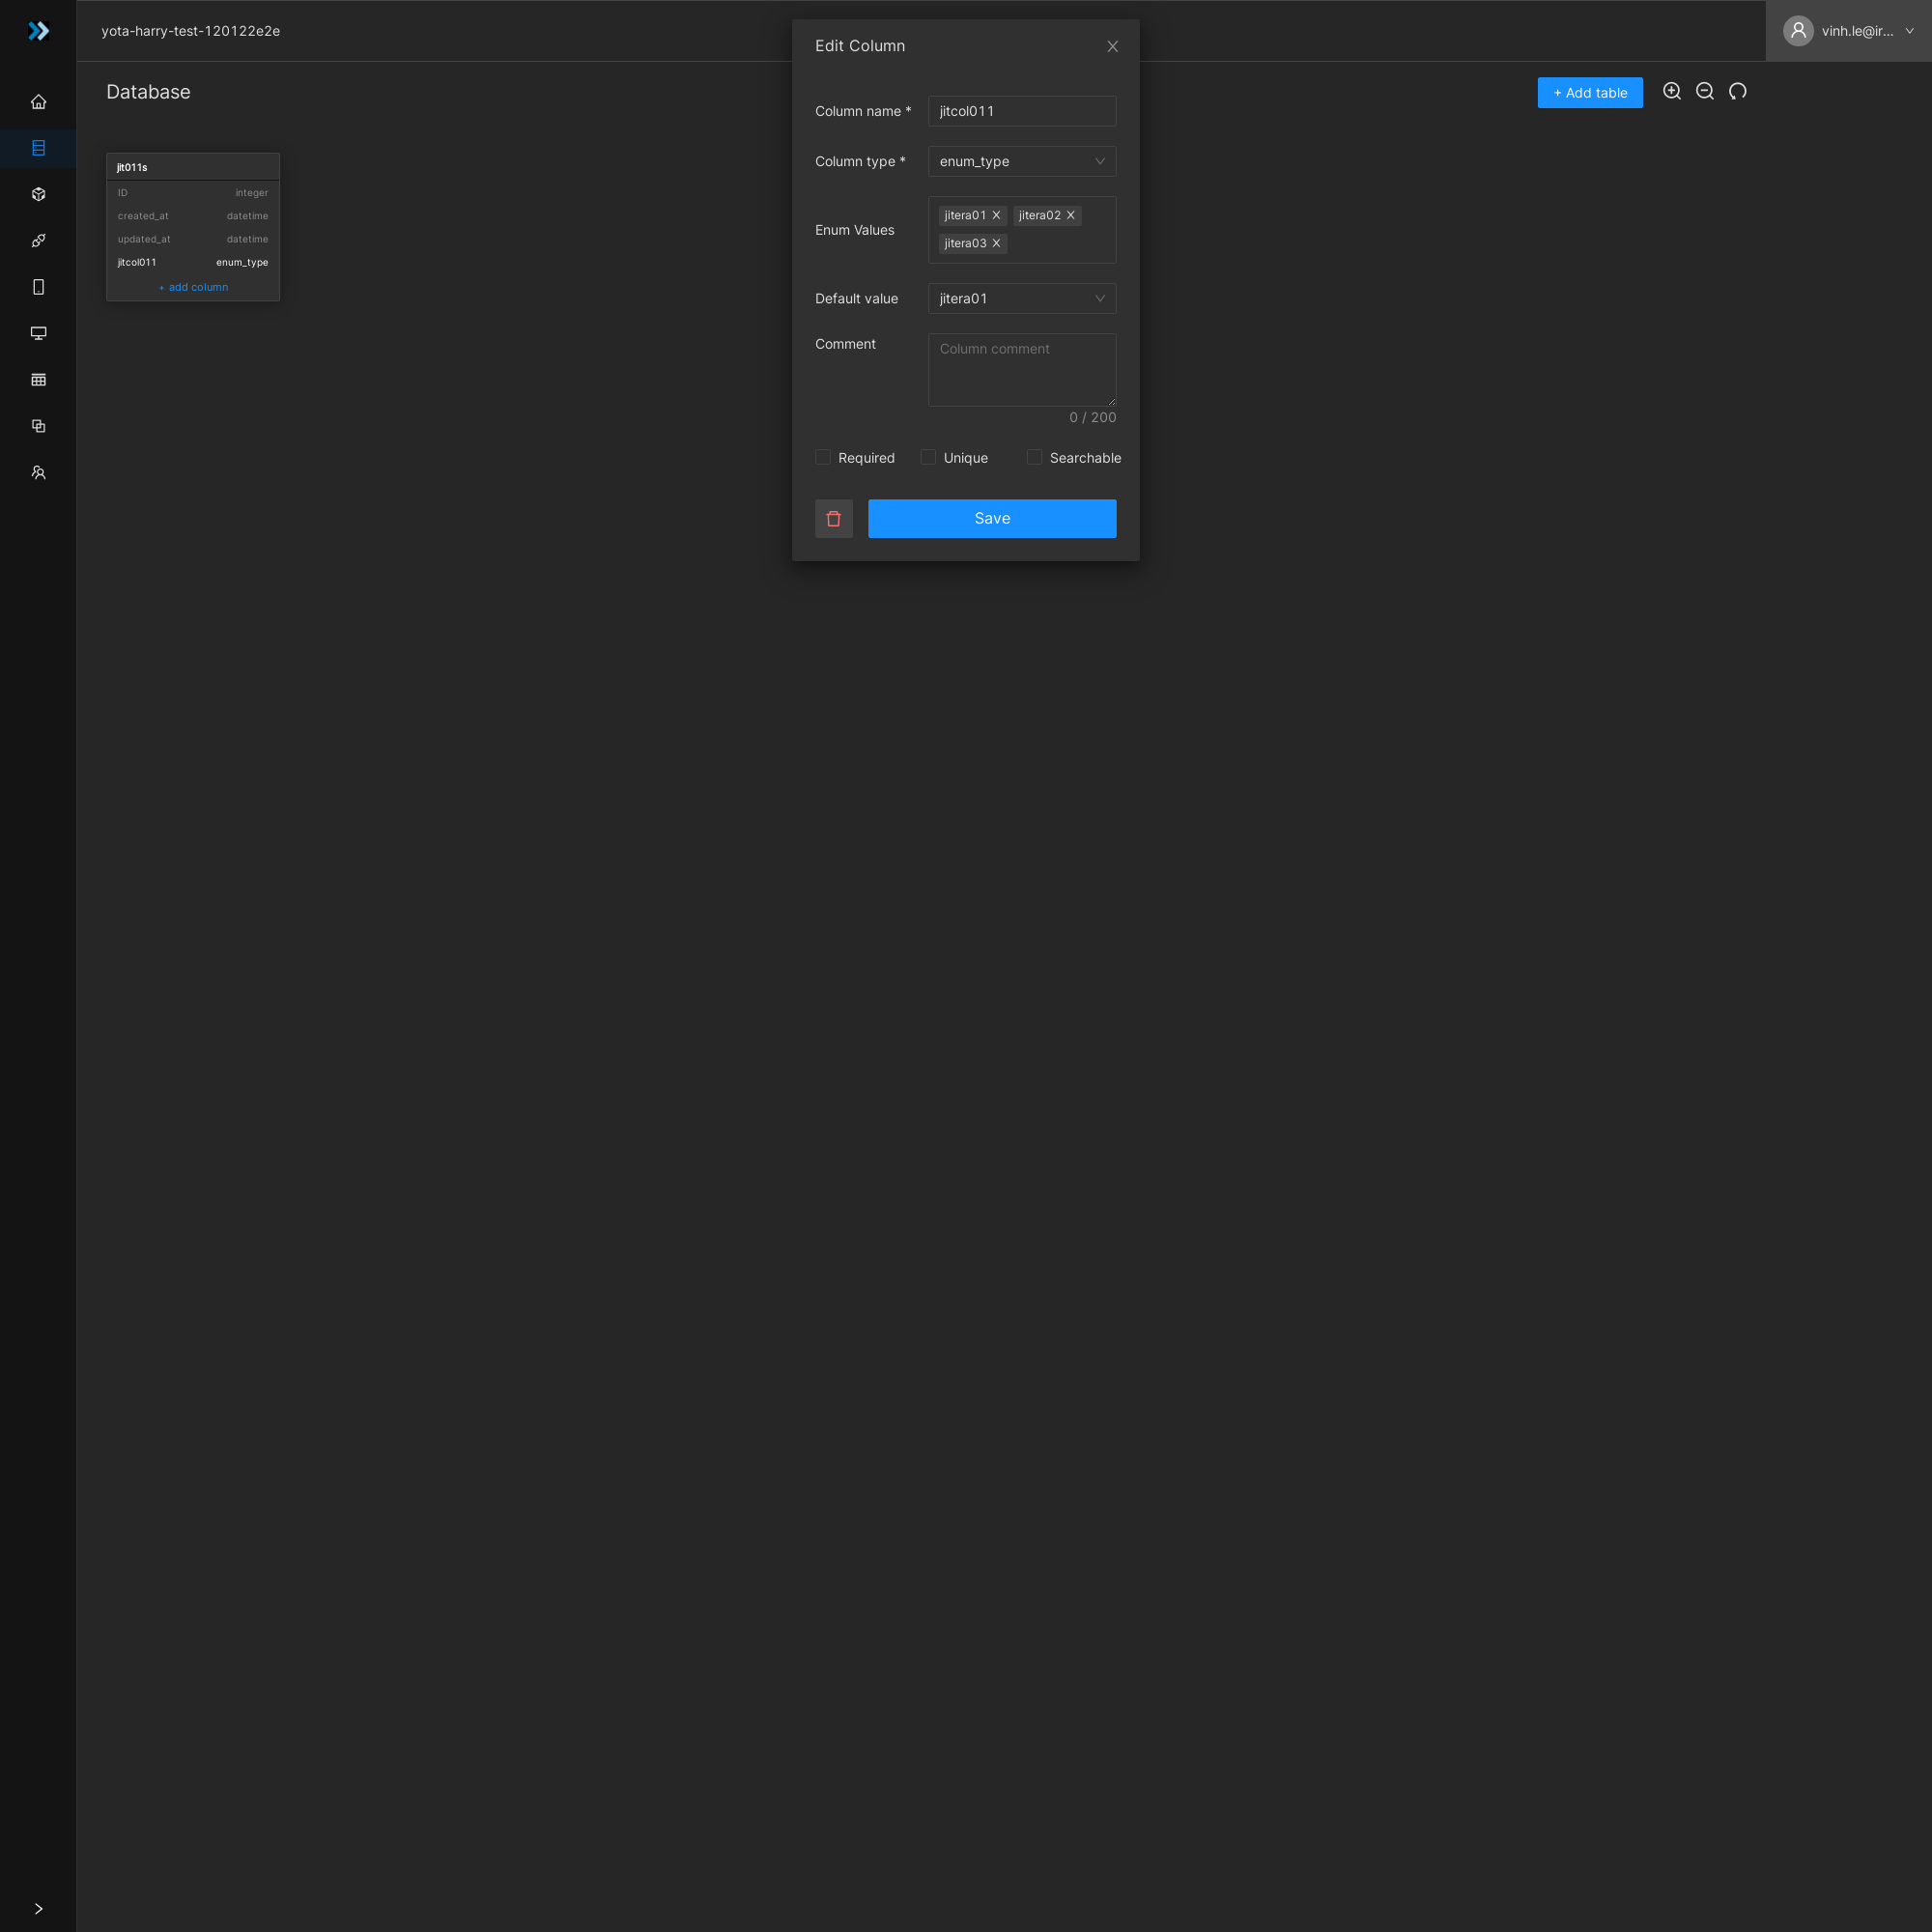 yota-harry-test-120122e2e
vinh.le@ir...
Database
+ Add table
jit011s
ID integer
created_at datetime
updated_at datetime
jitcol011 enum_type
+ add column
Edit Column
Column name * jitcol011
Column type * enum_type
Enum Values
jitera01 jitera02
jitera03
Default value jitera01
Comment Column comment
0 / 200
Required Unique Searchable
Save